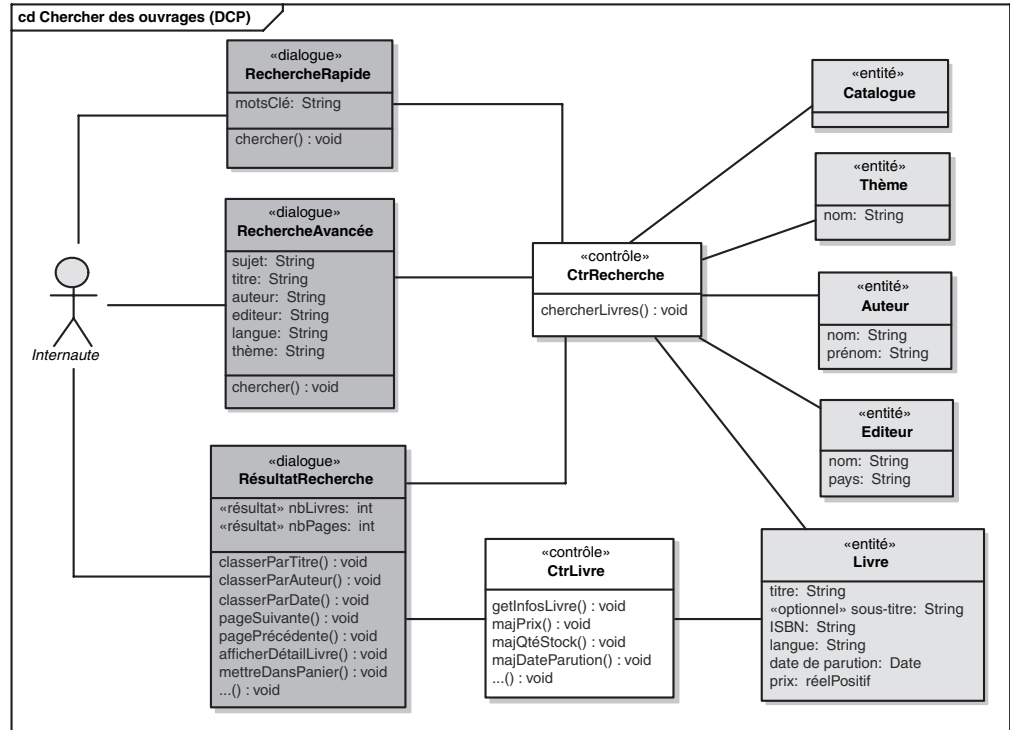 cd Chercher des ouvrages (DCP)
«dialogue»
RechercheRapide
motsClé: String
chercher() : void
«dialogue»
RechercheAvancée
sujet: String
titre: String
auteur: String
editeur: String
langue: String
thème: String
chercher() : void
Internaute
«dialogue»
RésultatRecherche
«résultat» nbLivres: int
«résultat» nbPages: int
classerParTitre() : void
classerParAuteur() : void
classerParDate() : void
pageSuivante() : void
pagePrécédente() : void
afficherDétailLivre() : void
mettreDansPanier() : void
...() : void
«contrôle»
CtrRecherche
chercherLivres() : void
«contrôle»
CtrLivre
getInfosLivre() : void
majPrix() : void
majQtéStock() : void
majDateParution() : void
...() : void
«entité»
Catalogue
«entité»
Thème
nom: String
«entité»
Auteur
nom: String
prénom: String
«entité»
Editeur
nom: String
pays: String
«entité»
Livre
titre: String
«optionnel» sous-titre: String
ISBN: String
langue: String
date de parution: Date
prix: réelPositif